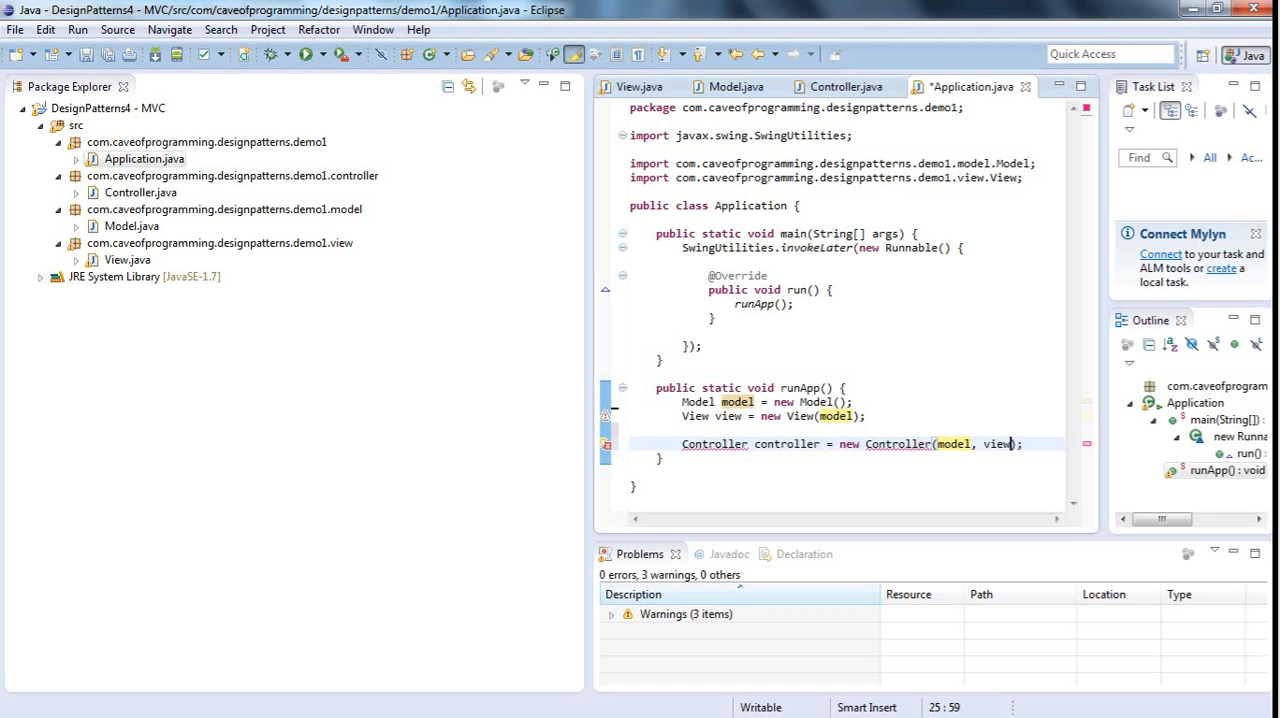 Java - DesignPatterns4 - MVC/src/com/caveofprogramming/designpatterns/demo1/Application.java - Eclipse
File Edit Run Source Navigate Search Project Refactor Window Help
Quick Access
Java
Package Explorer
DesignPatterns4 - MVC
src
com.caveofprogramming.designpatterns.demo1
Application.java
com.caveofprogramming.designpatterns.demo1.controller
Controller.java
com.caveofprogramming.designpatterns.demo1.model
Model.java
com.caveofprogramming.designpatterns.demo1.view
View.java
JRE System Library [JavaSE-1.7]
View.java Model.java Controller.java *Application.java
package com.caveofprogramming.designpatterns.demo1;
import javax.swing.SwingUtilities;
import com.caveofprogramming.designpatterns.demo1.model.Model;
import com.caveofprogramming.designpatterns.demo1.view.View;
public class Application {
public static void main(String[] args) {
SwingUtilities.invokeLater(new Runnable() {
@Override
public void run() {
runApp();
}
});
}
public static void runApp() {
Model model = new Model();
View view = new View(model);
Controller controller = new Controller(model, view);
}
}
Task List
Find All Ac...
Connect Mylyn
Connect to your task and
ALM tools or create a
local task.
Outline
com.caveofprogram
Application
main(String[]) :
new Runna
run() :
runApp() : void
Problems Javadoc Declaration
0 errors, 3 warnings, 0 others
Description Resource Path Location Type
Warnings (3 items)
Writable Smart Insert 25 : 59